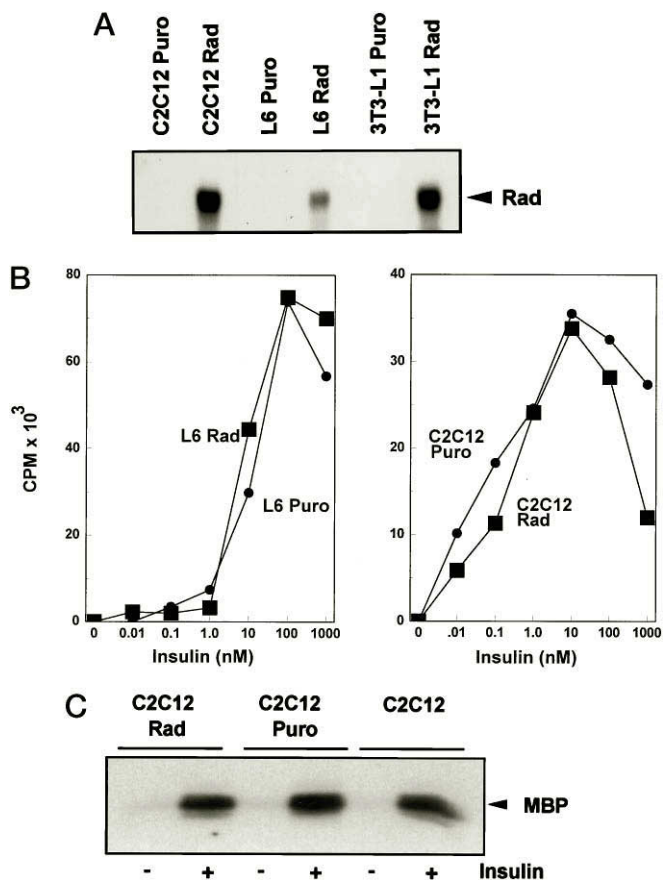 A
C2C12 Puro
C2C12 Rad
L6 Puro
L6 Rad
3T3-L1 Puro
3T3-L1 Rad
Rad
B
80
60
40
20
0
CPM x 10³
L6 Rad
L6 Puro
0 0.01 0.1 1.0 10 100 1000
Insulin (nM)
40
30
20
10
0
C2C12
Puro
C2C12
Rad
0 .01 0.1 1.0 10 100 1000
Insulin (nM)
C
C2C12 C2C12 C2C12
Rad Puro
MBP
- + - + - + Insulin